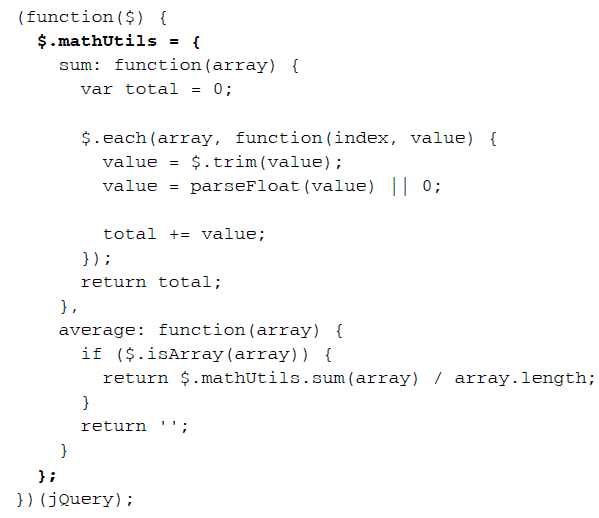 (function($) {
  $.mathUtils = {
    sum: function(array) {
      var total = 0;

      $.each(array, function(index, value) {
        value = $.trim(value);
        value = parseFloat(value) || 0;

        total += value;
      });
      return total;
    },
    average: function(array) {
      if ($.isArray(array)) {
        return $.mathUtils.sum(array) / array.length;
      }
      return '';
    }
  };
})(jQuery);